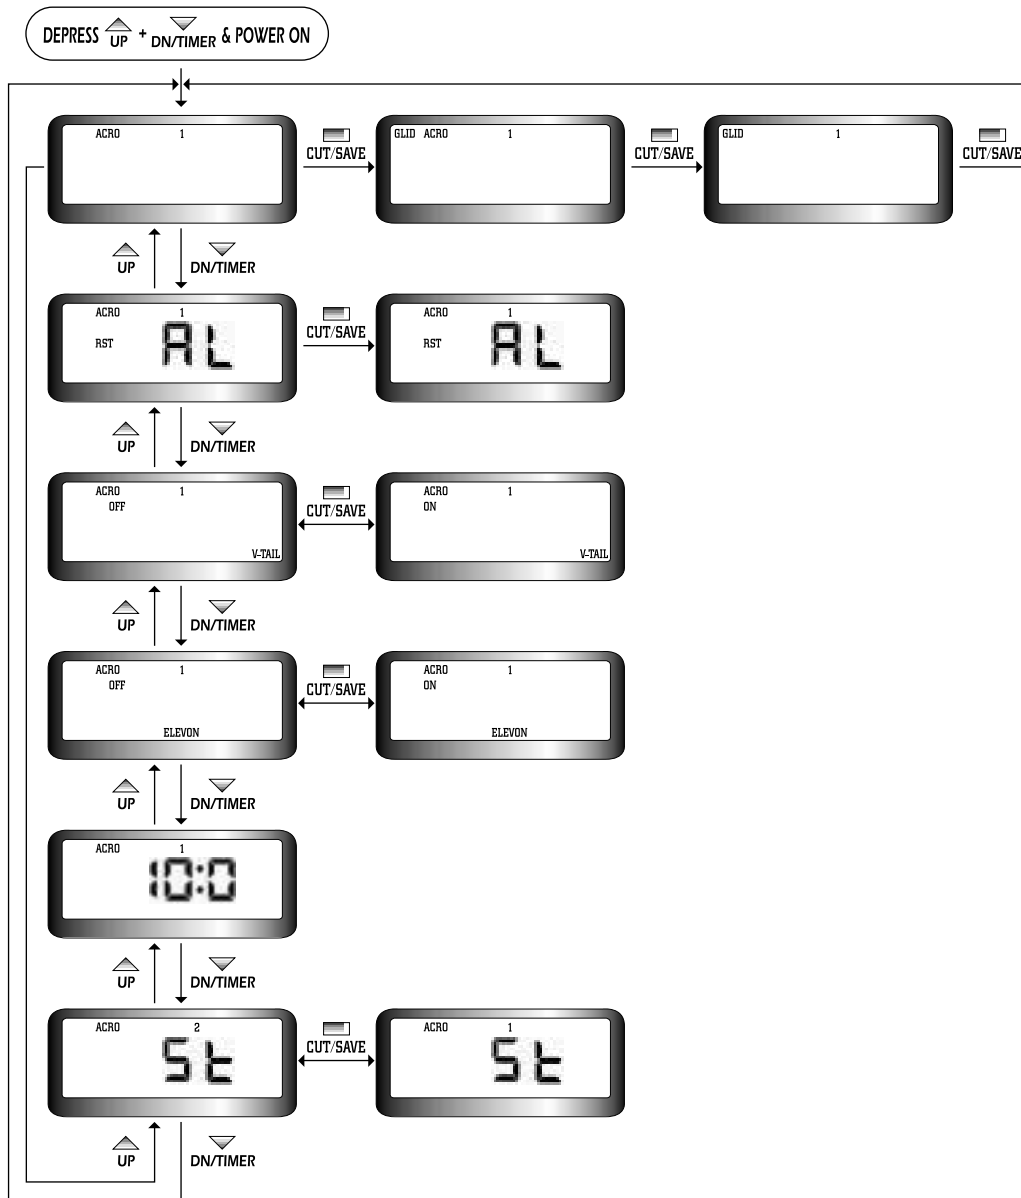 DEPRESS UP + DN/TIMER & POWER ON
ACRO 1
CUT/SAVE
GLID ACRO 1
CUT/SAVE
GLID 1
CUT/SAVE
UP DN/TIMER
ACRO 1
RST AL
CUT/SAVE
ACRO 1
RST AL
UP DN/TIMER
ACRO 1
OFF
V-TAIL
CUT/SAVE
ACRO 1
ON
V-TAIL
UP DN/TIMER
ACRO 1
OFF
ELEVON
CUT/SAVE
ACRO 1
ON
ELEVON
UP DN/TIMER
ACRO 1
10:0
UP DN/TIMER
ACRO 2
St
CUT/SAVE
ACRO 1
St
UP DN/TIMER